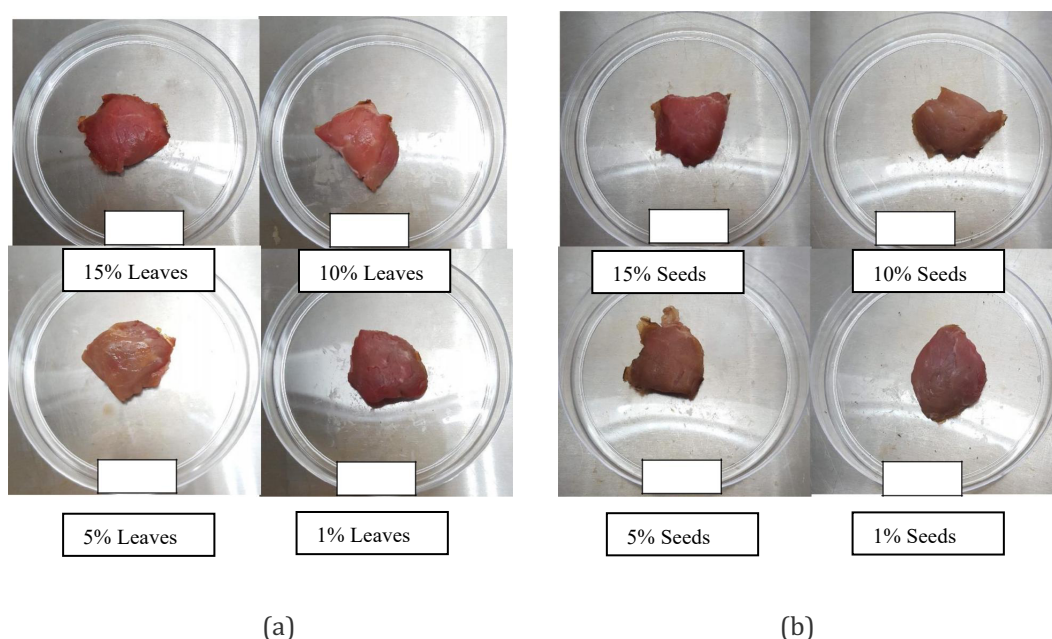 15% Leaves
10% Leaves
5% Leaves
1% Leaves
(a)
15% Seeds
10% Seeds
5% Seeds
1% Seeds
(b)